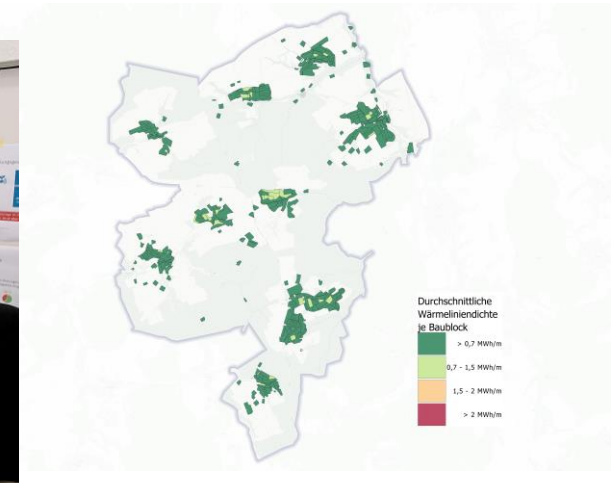 Durchschnittliche
Wärmeliniendichte
je Baublock
> 0,7 MWh/m
0,7 - 1,5 MWh/m
1,5 - 2 MWh/m
> 2 MWh/m